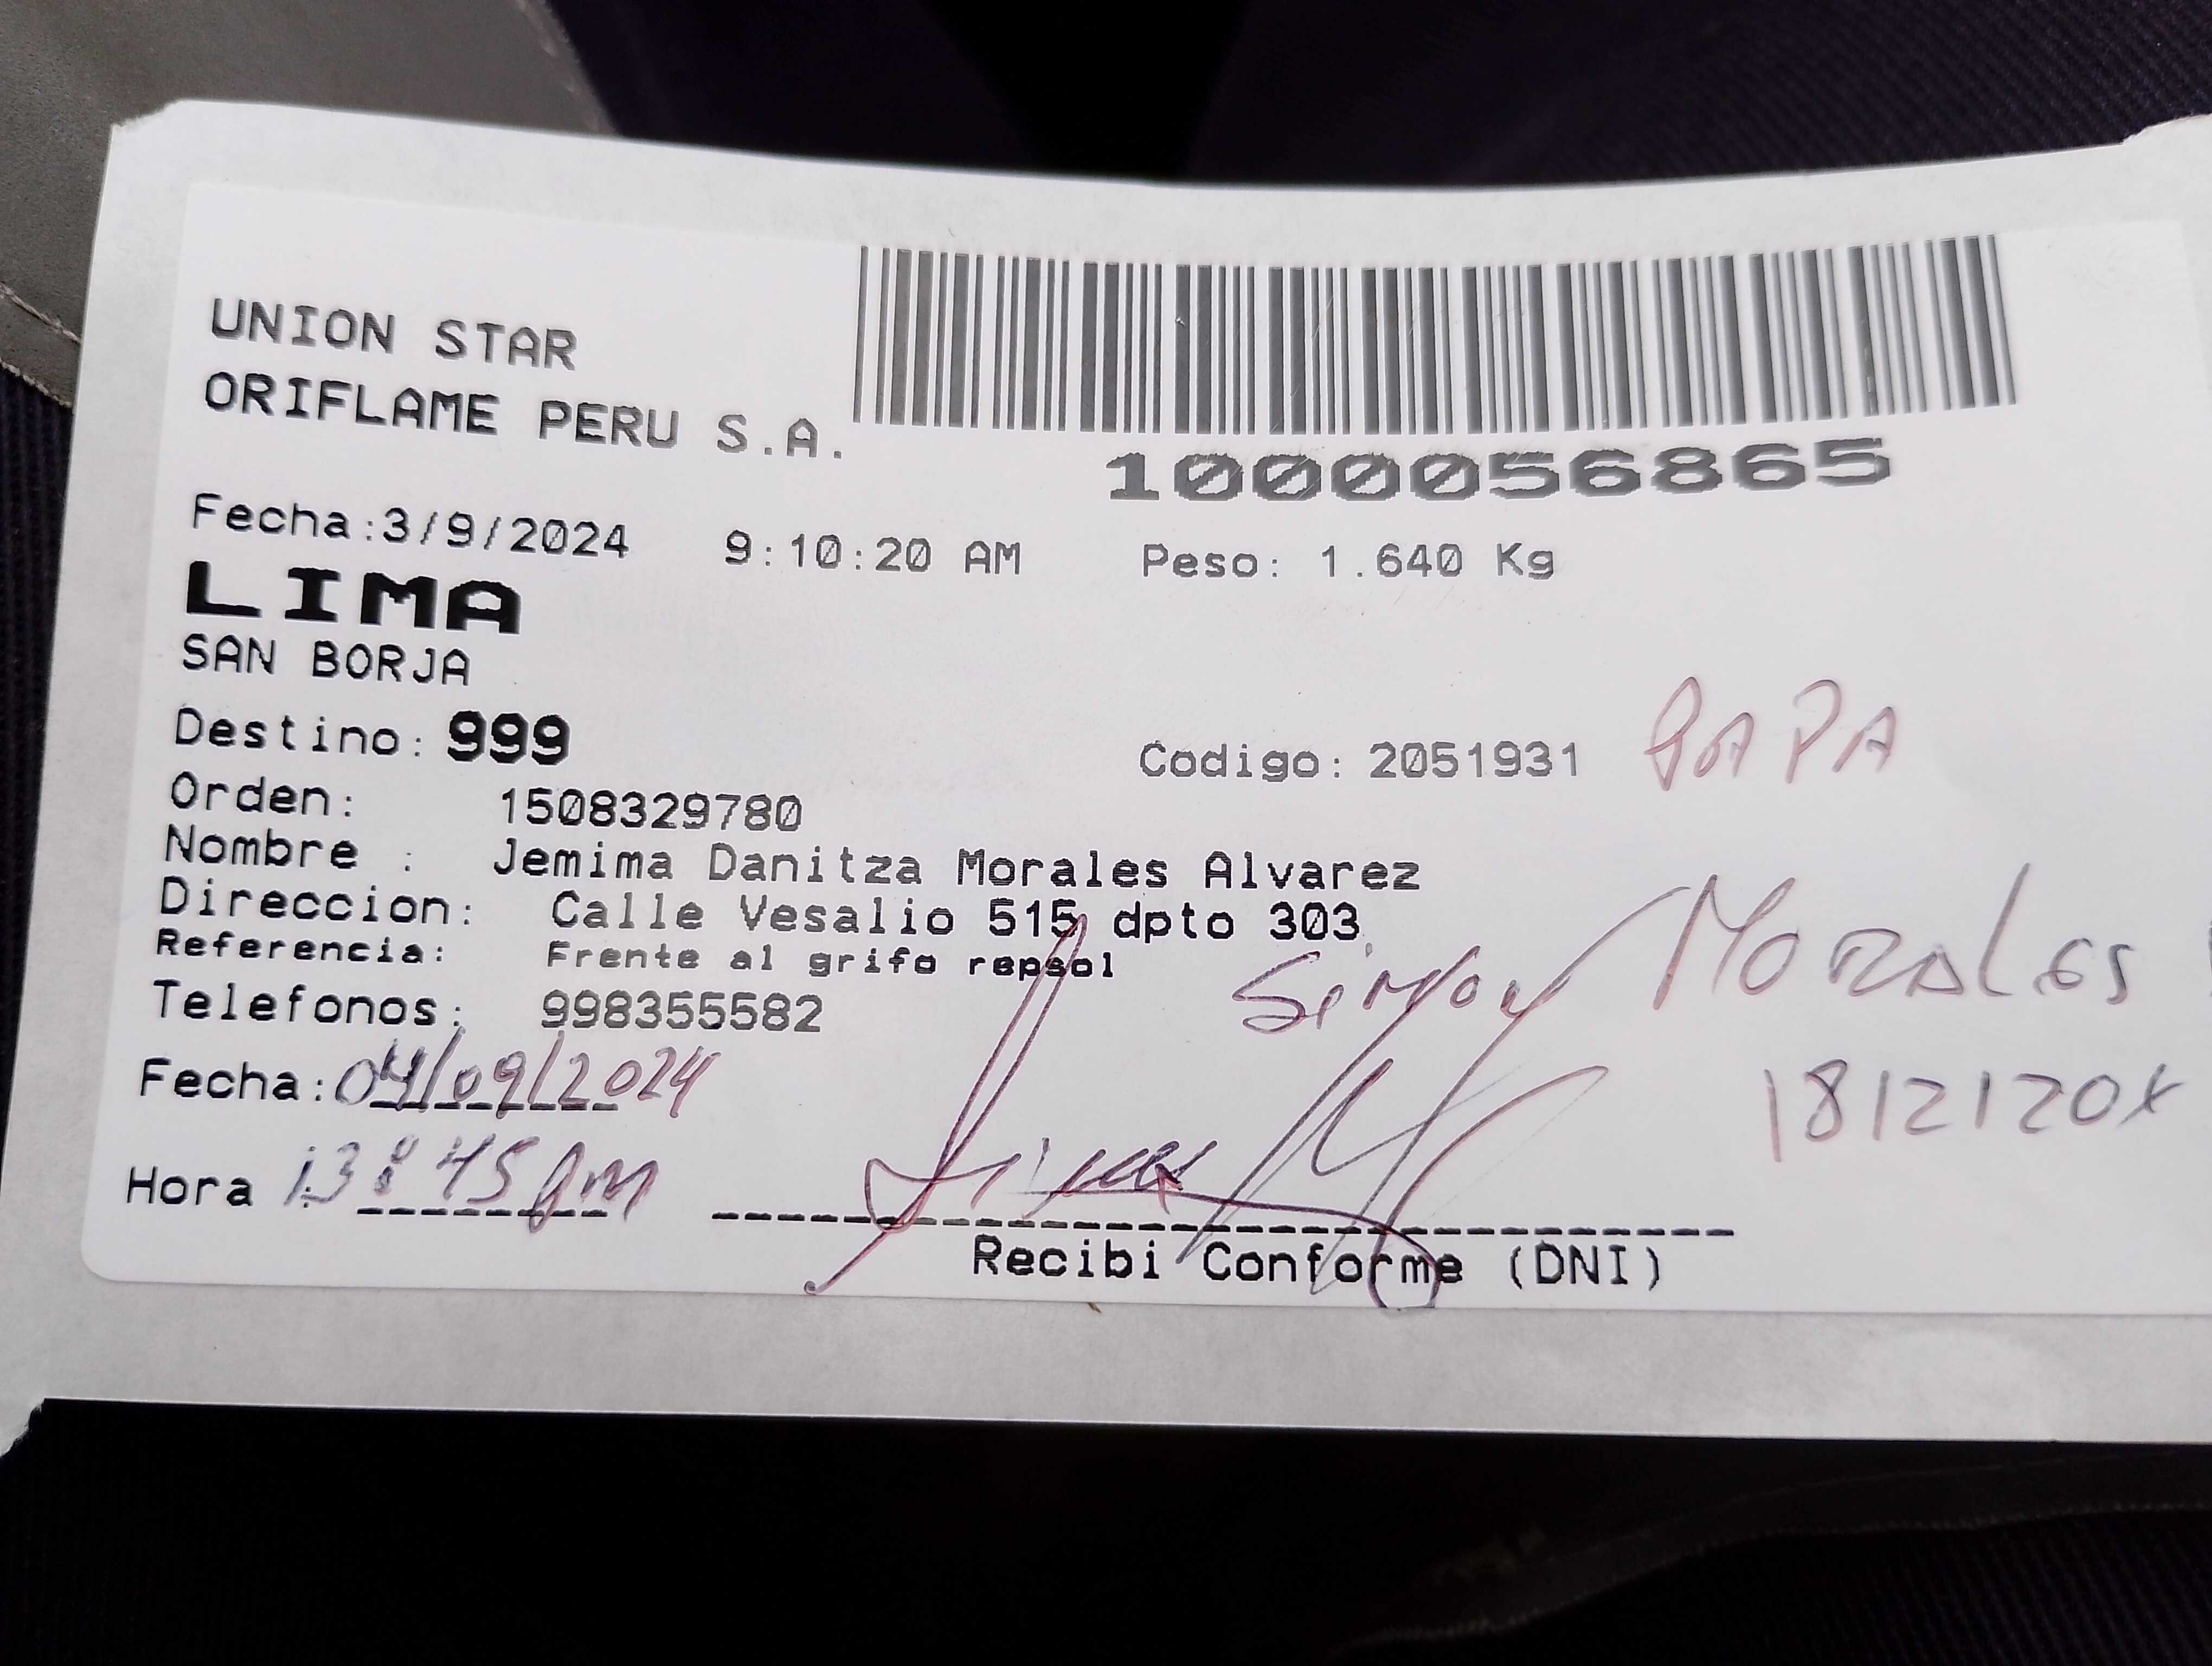 UNION STAR
ORIFLAME PERU S.A.
1000056865
Fecha:3/9/2024 9:10:20 AM Peso: 1.640 Kg
LIMA
SAN BORJA
Destino: 999 Codigo: 2051931 PAPA
Orden: 1508329780
Nombre : Jemima Danitza Morales Alvarez
Direccion: Calle Vesalio 515 dpto 303
Referencia: Frente al grifo repsol
Simon Morales
Telefonos: 998355582
Fecha:04/09/2024
Hora : 13:45 pm
Recibi Conforme (DNI)